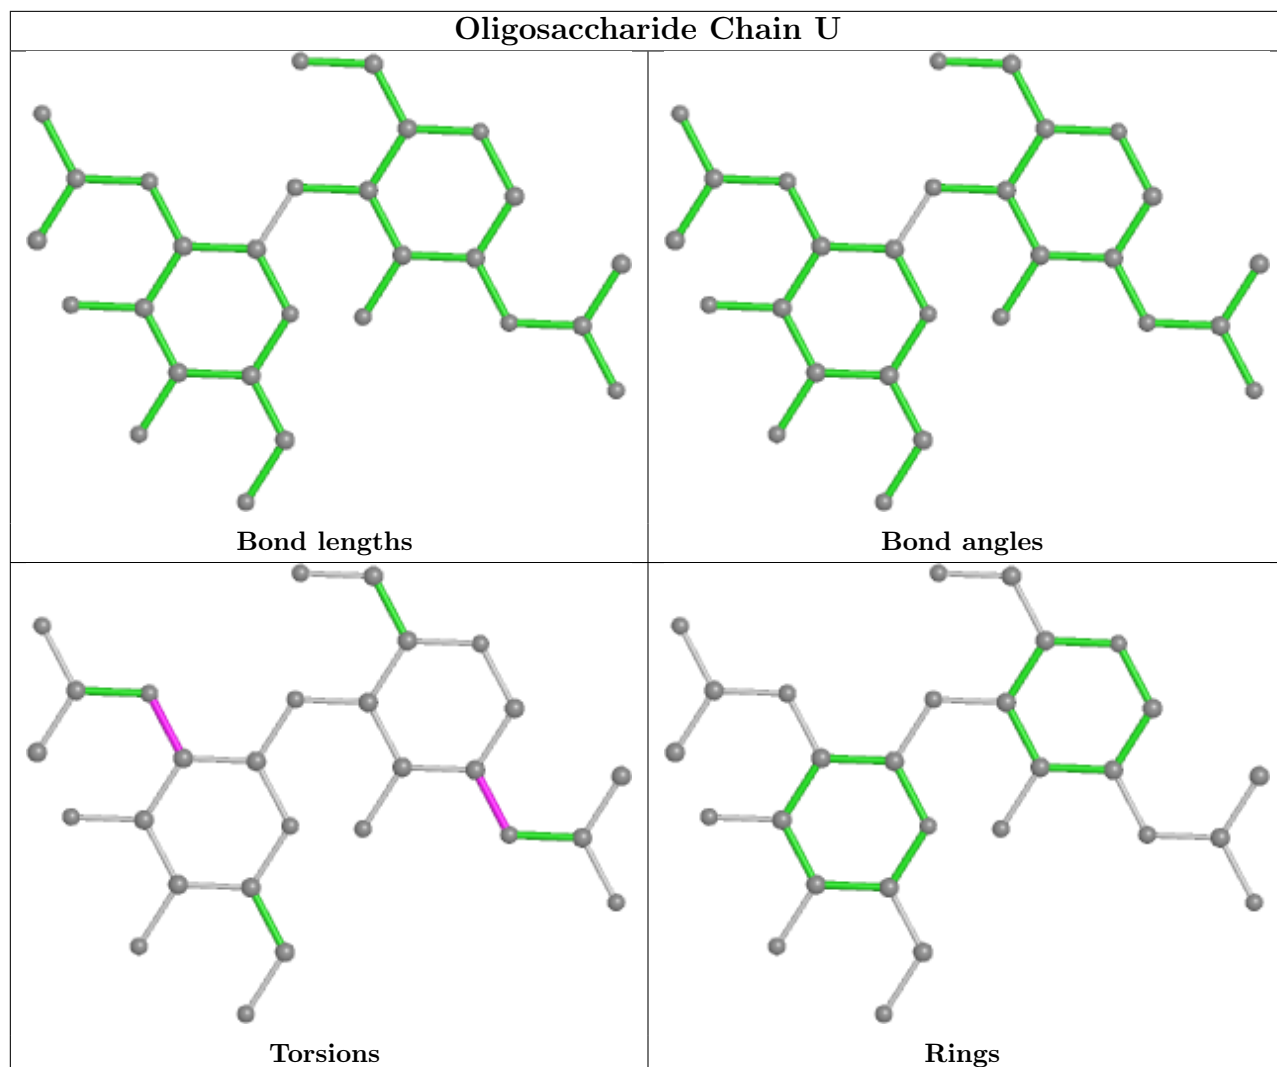 Oligosaccharide Chain U
Bond lengths
Bond angles
Torsions
Rings